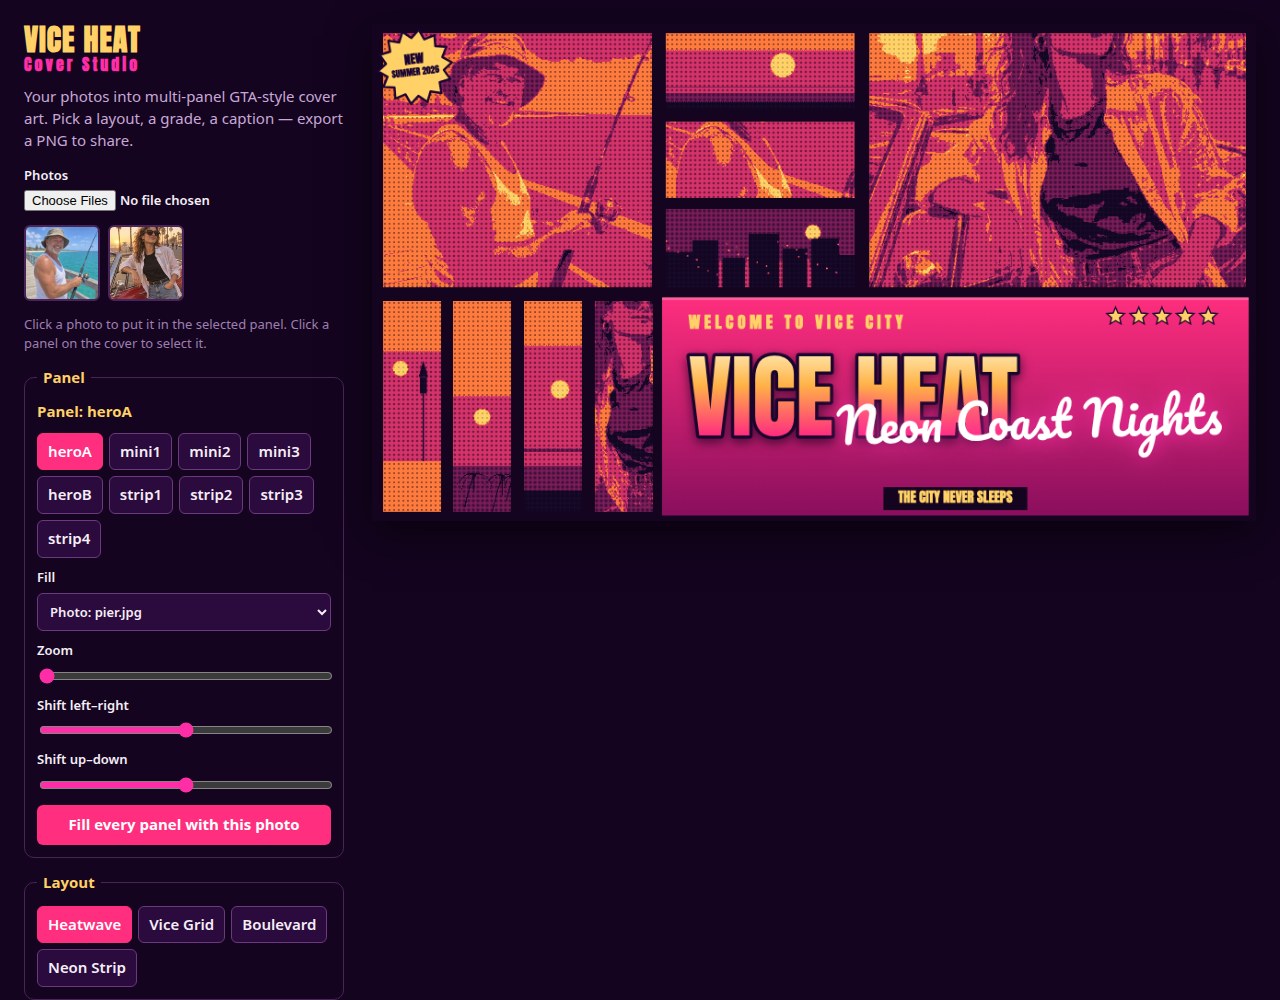 VICE HEAT
Cover Studio
Your photos into multi-panel GTA-style cover
art. Pick a layout, a grade, a caption — export
a PNG to share.
Photos
Choose Files No file chosen
Click a photo to put it in the selected panel. Click a
panel on the cover to select it.
Panel
Panel: heroA
heroA mini1 mini2 mini3
heroB strip1 strip2 strip3
strip4
Fill
Photo: pier.jpg
Zoom
Shift left–right
Shift up–down
Fill every panel with this photo
Layout
Heatwave Vice Grid Boulevard
Neon Strip
NEW
SUMMER 2026
WELCOME TO VICE CITY
VICE HEAT
Neon Coast Nights
THE CITY NEVER SLEEPS